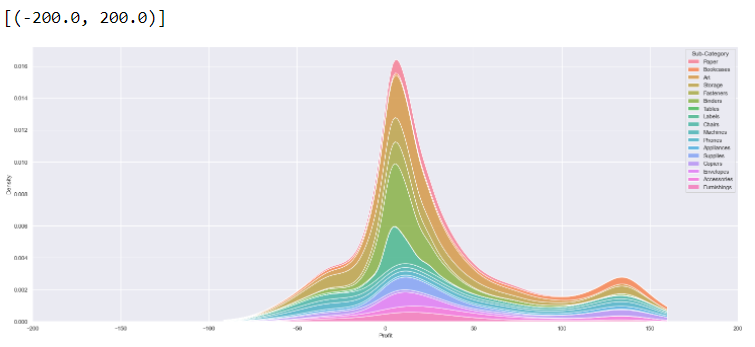 [(-200.0, 200.0)]
0.016
0.014
0.012
0.010
0.008
0.006
0.004
0.002
0.000
Density
−200
−150
−100
−50
0
50
100
150
200
Profit
Sub-Category
Paper
Bookcases
Art
Storage
Fasteners
Binders
Tables
Labels
Chairs
Machines
Phones
Appliances
Supplies
Copiers
Envelopes
Accessories
Furnishings